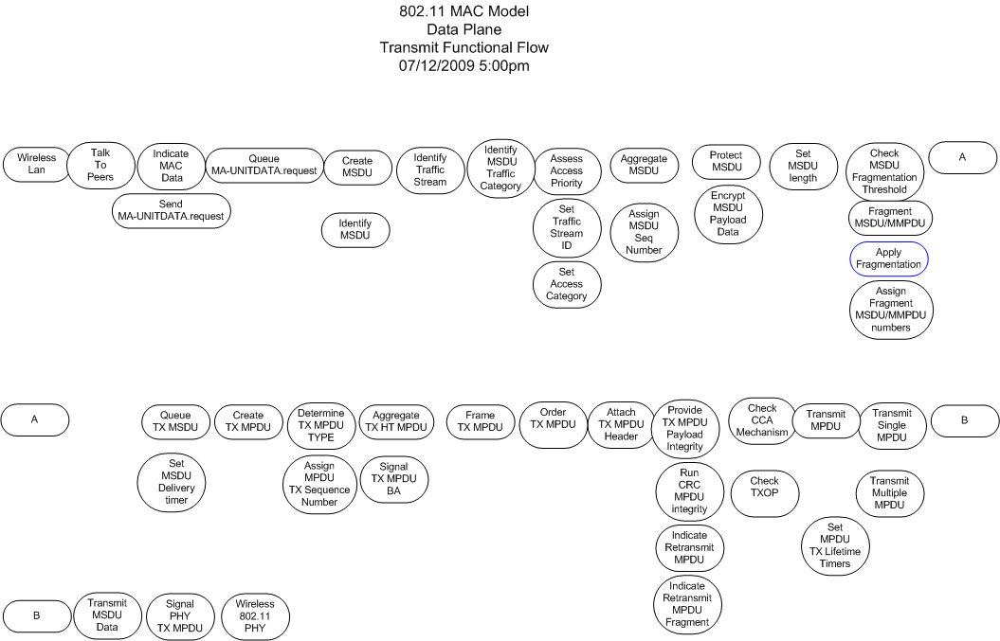 802.11 MAC Model
Data Plane
Transmit Functional Flow
07/12/2009 5:00pm
Wireless
Lan
Talk
To
Peers
Indicate
MAC
Data
Send
MA-UNITDATA.request
Queue
MA-UNITDATA.request
Create
MSDU
Identify
MSDU
Identify
Traffic
Stream
Identify
MSDU
Traffic
Category
Assess
Access
Priority
Set
Traffic
Stream
ID
Set
Access
Category
Aggregate
MSDU
Assign
MSDU
Seq
Number
Protect
MSDU
Encrypt
MSDU
Payload
Data
Set
MSDU
length
Check
MSDU
Fragmentation
Threshold
Fragment
MSDU/MMPDU
Apply
Fragmentation
Assign
Fragment
MSDU/MMPDU
numbers
A
A
Queue
TX MSDU
Set
MSDU
Delivery
timer
Create
TX MPDU
Determine
TX MPDU
TYPE
Assign
MPDU
TX Sequence
Number
Aggregate
TX HT MPDU
Signal
TX MPDU
BA
Frame
TX MPDU
Order
TX MPDU
Attach
TX MPDU
Header
Provide
TX MPDU
Payload
Integrity
Run
CRC
MPDU
integrity
Indicate
Retransmit
MPDU
Indicate
Retransmit
MPDU
Fragment
Check
CCA
Mechanism
Check
TXOP
Transmit
MPDU
Set
MPDU
TX Lifetime
Timers
Transmit
Single
MPDU
Transmit
Multiple
MPDU
B
B
Transmit
MSDU
Data
Signal
PHY
TX MPDU
Wireless
802.11
PHY